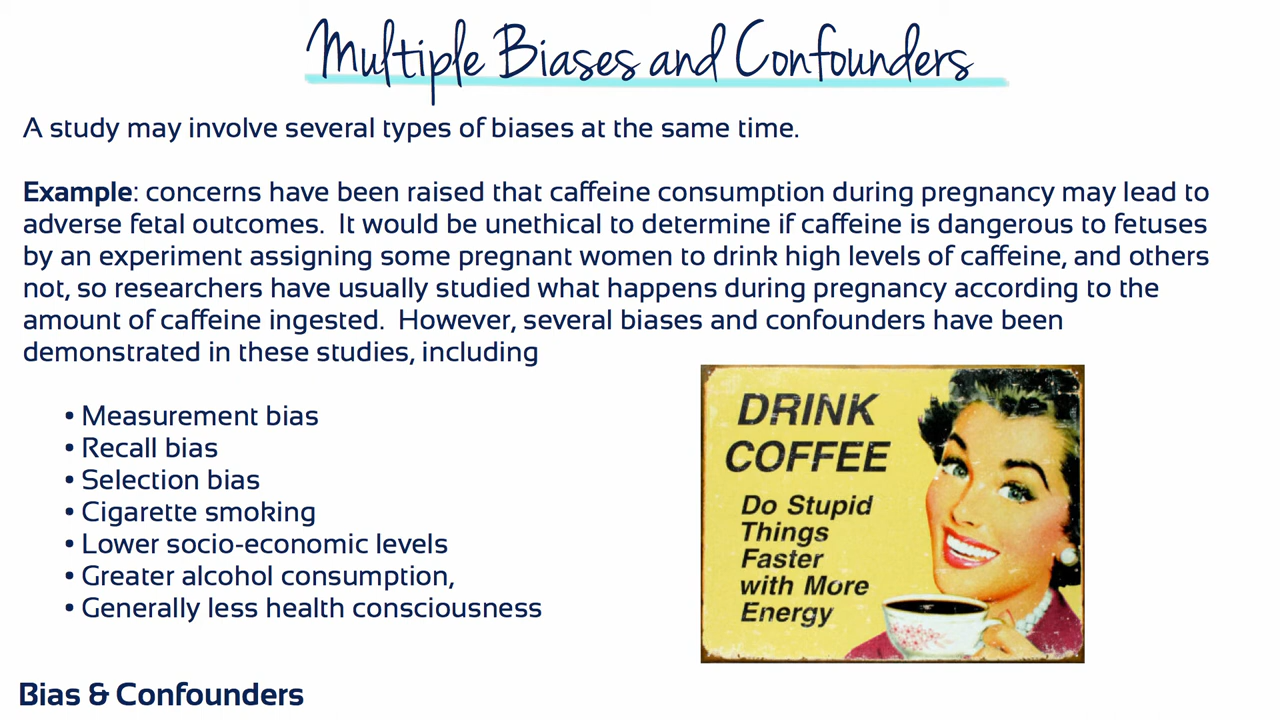 Multiple Biases and Confounders
A study may involve several types of biases at the same time.
Example: concerns have been raised that caffeine consumption during pregnancy may lead to
adverse fetal outcomes.  It would be unethical to determine if caffeine is dangerous to fetuses
by an experiment assigning some pregnant women to drink high levels of caffeine, and others
not, so researchers have usually studied what happens during pregnancy according to the
amount of caffeine ingested.  However, several biases and confounders have been
demonstrated in these studies, including
• Measurement bias
• Recall bias
• Selection bias
• Cigarette smoking
• Lower socio-economic levels
• Greater alcohol consumption,
• Generally less health consciousness
DRINK
COFFEE
Do Stupid
Things
Faster
with More
Energy
Bias & Confounders